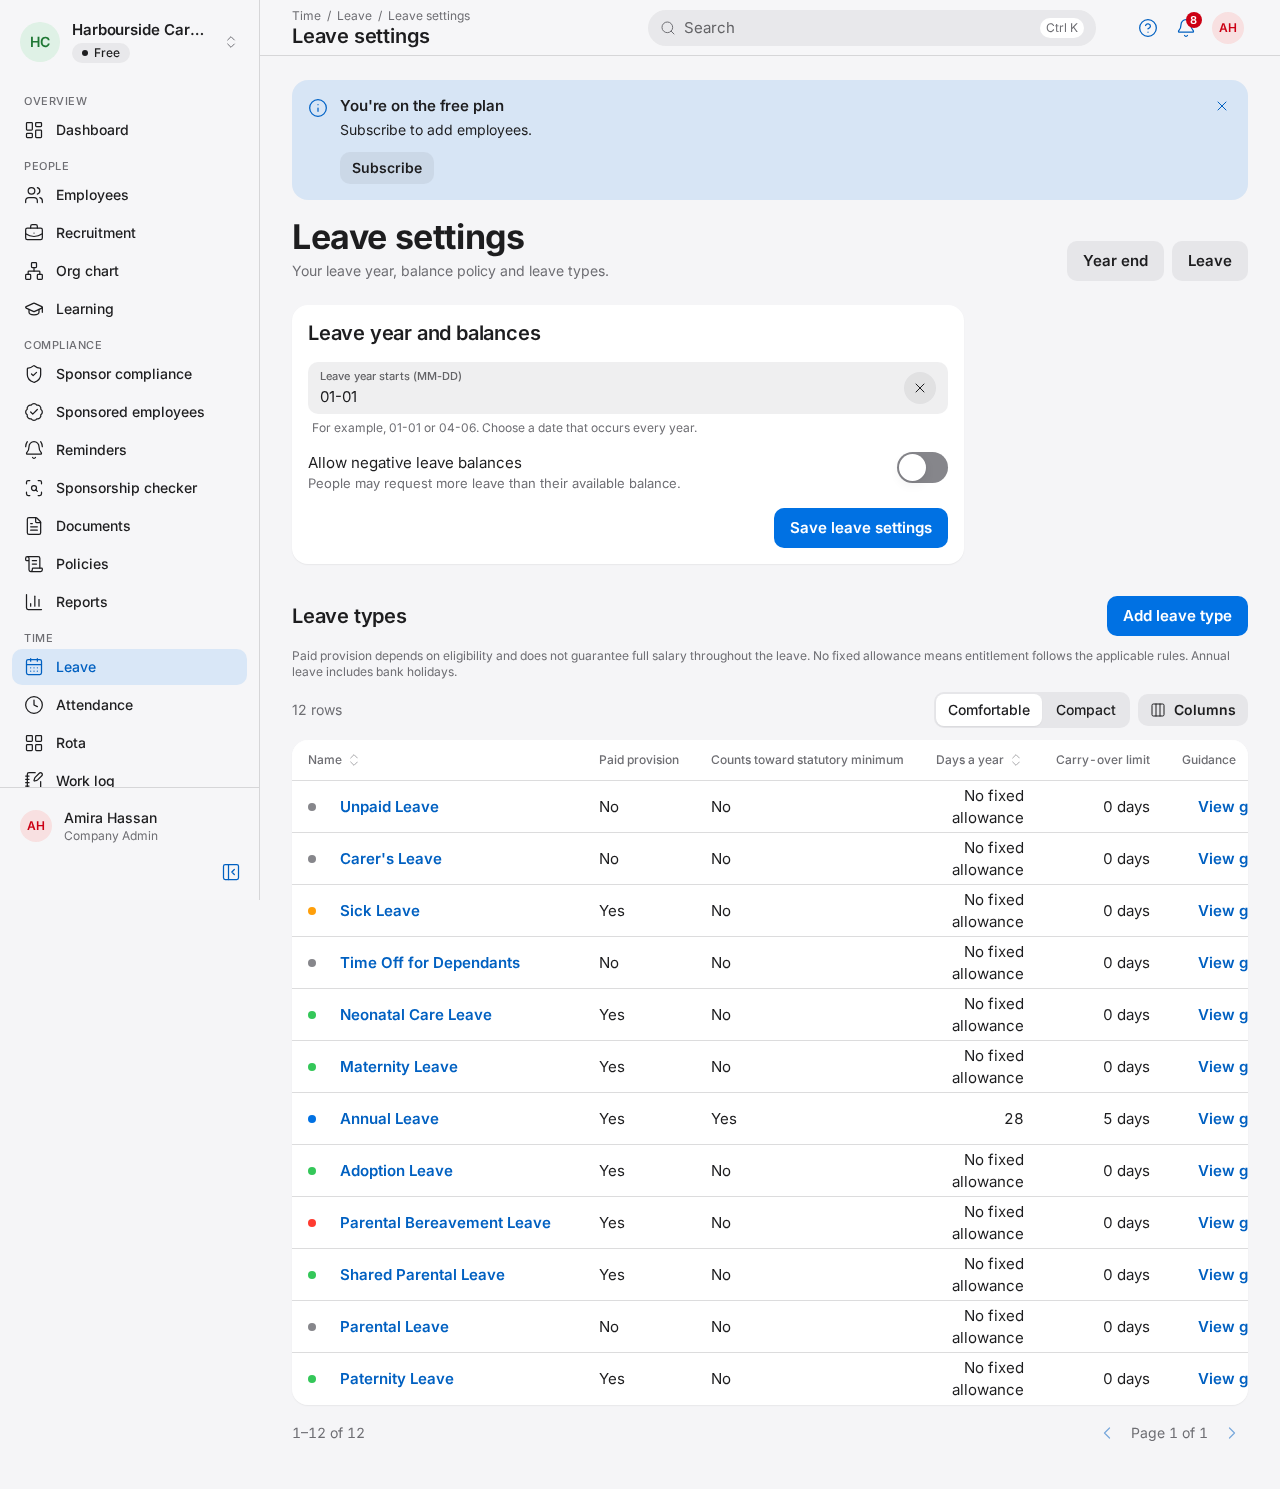 HC
Harbourside Car...
Free
OVERVIEW
Dashboard
PEOPLE
Employees
Recruitment
Org chart
Learning
COMPLIANCE
Sponsor compliance
Sponsored employees
Reminders
Sponsorship checker
Documents
Policies
Reports
TIME
Leave
Attendance
Rota
Work log
AH
Amira Hassan
Company Admin
Time / Leave / Leave settings
Leave settings
Search
Ctrl K
8
AH
You're on the free plan
Subscribe to add employees.
Subscribe
Leave settings
Your leave year, balance policy and leave types.
Year end
Leave
Leave year and balances
Leave year starts (MM-DD)
01-01
For example, 01-01 or 04-06. Choose a date that occurs every year.
Allow negative leave balances
People may request more leave than their available balance.
Save leave settings
Leave types
Add leave type
Paid provision depends on eligibility and does not guarantee full salary throughout the leave. No fixed allowance means entitlement follows the applicable rules. Annual
leave includes bank holidays.
12 rows
Comfortable
Compact
Columns
Name Paid provision Counts toward statutory minimum Days a year Carry-over limit Guidance
Unpaid Leave No No No fixed allowance 0 days View g
Carer's Leave No No No fixed allowance 0 days View g
Sick Leave Yes No No fixed allowance 0 days View g
Time Off for Dependants No No No fixed allowance 0 days View g
Neonatal Care Leave Yes No No fixed allowance 0 days View g
Maternity Leave Yes No No fixed allowance 0 days View g
Annual Leave Yes Yes 28 5 days View g
Adoption Leave Yes No No fixed allowance 0 days View g
Parental Bereavement Leave Yes No No fixed allowance 0 days View g
Shared Parental Leave Yes No No fixed allowance 0 days View g
Parental Leave No No No fixed allowance 0 days View g
Paternity Leave Yes No No fixed allowance 0 days View g
1–12 of 12
Page 1 of 1